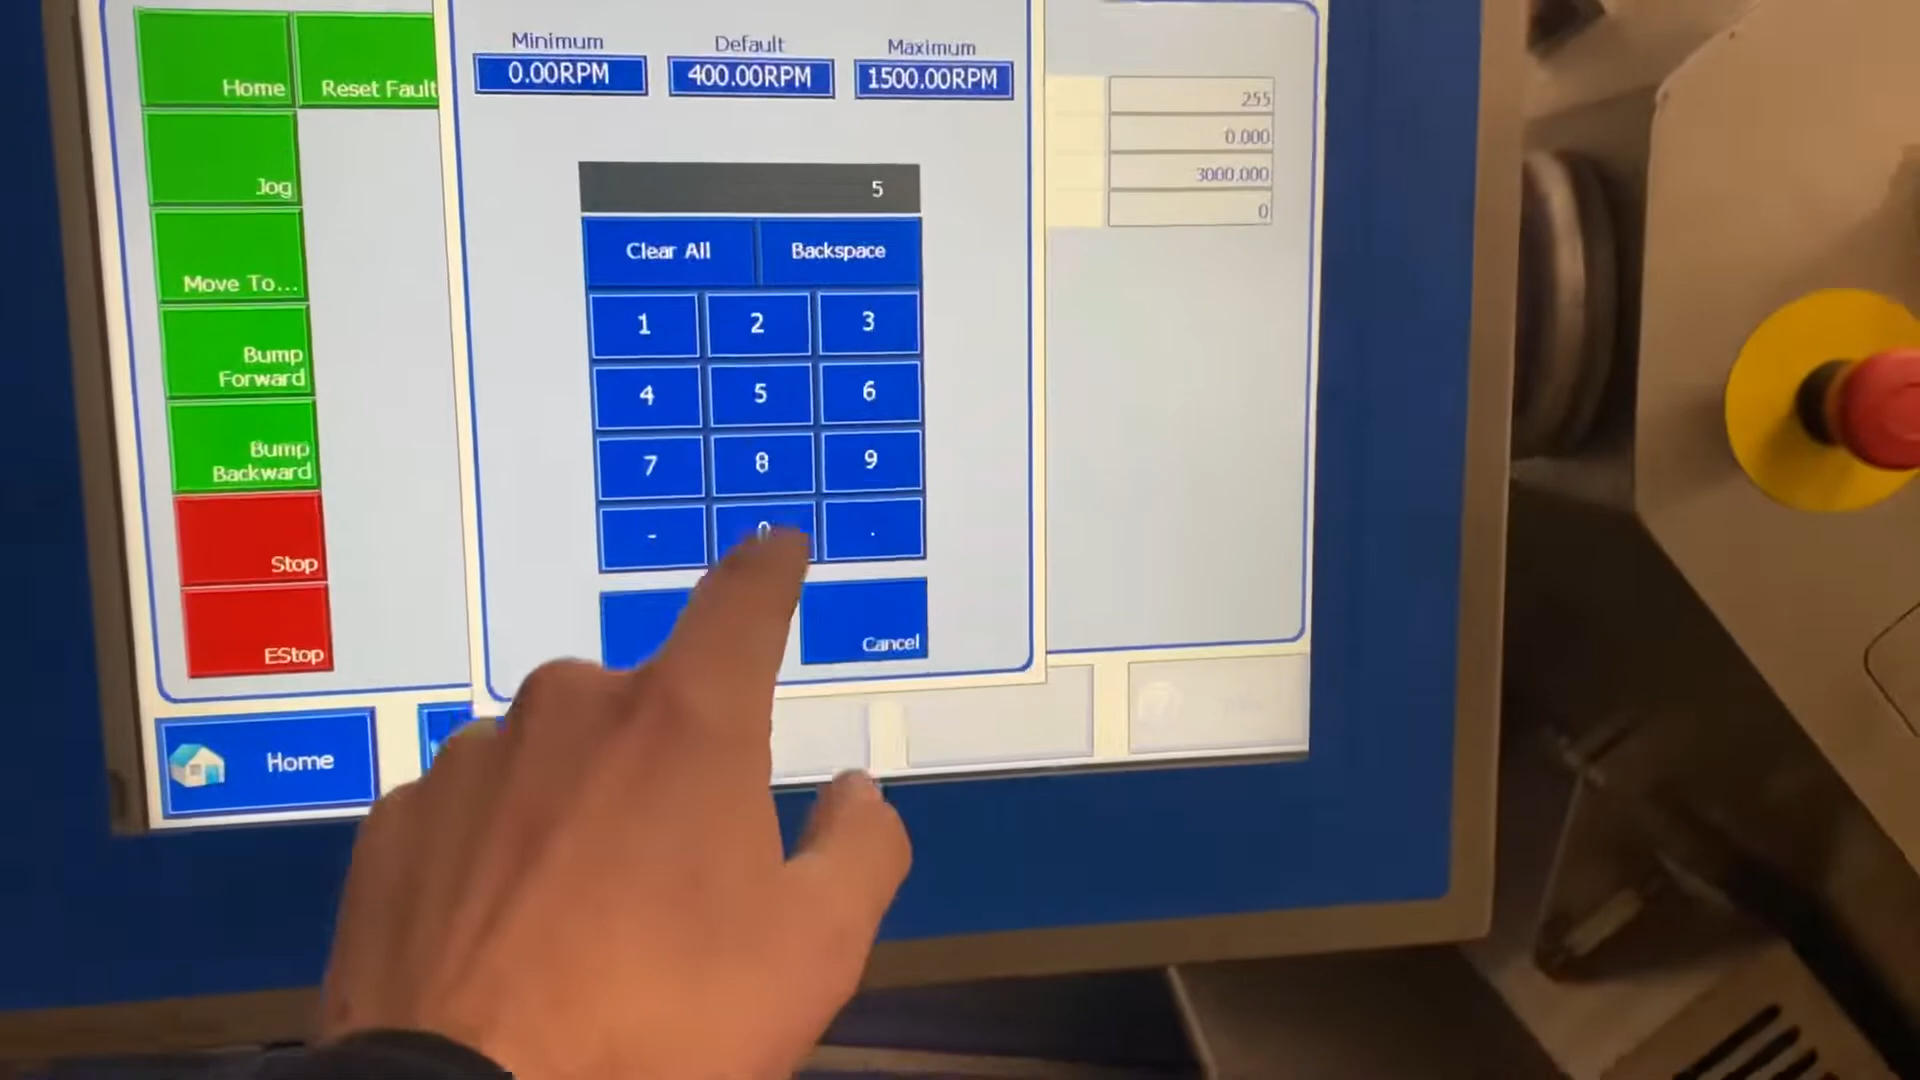 Home
Reset Fault
Jog
Move To...
Bump
Forward
Bump
Backward
Stop
EStop
Home
Minimum
Default
Maximum
0.00RPM
400.00RPM
1500.00RPM
5
Clear All
Backspace
1
2
3
4
5
6
7
8
9
-
0
.
Cancel
255
0.000
3000.000
0